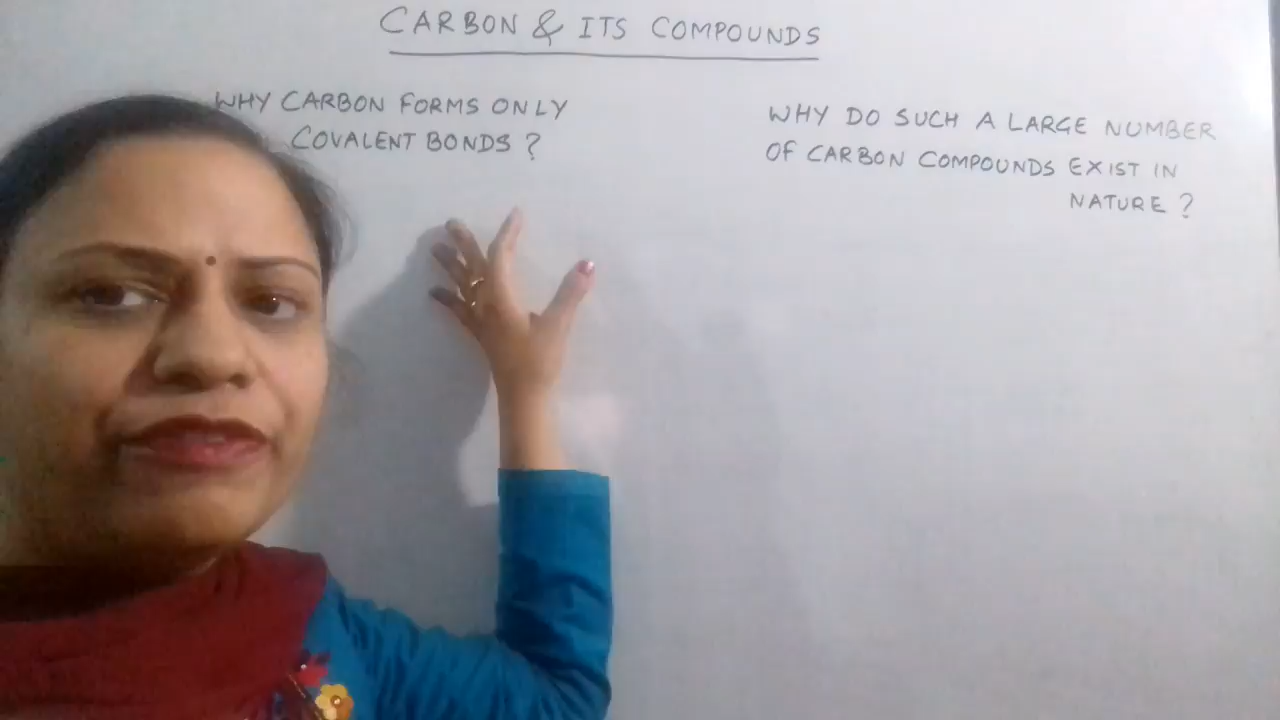 CARBON & ITS COMPOUNDS
WHY CARBON FORMS ONLY
COVALENT BONDS ?
WHY DO SUCH A LARGE NUMBER
OF CARBON COMPOUNDS EXIST IN
NATURE ?